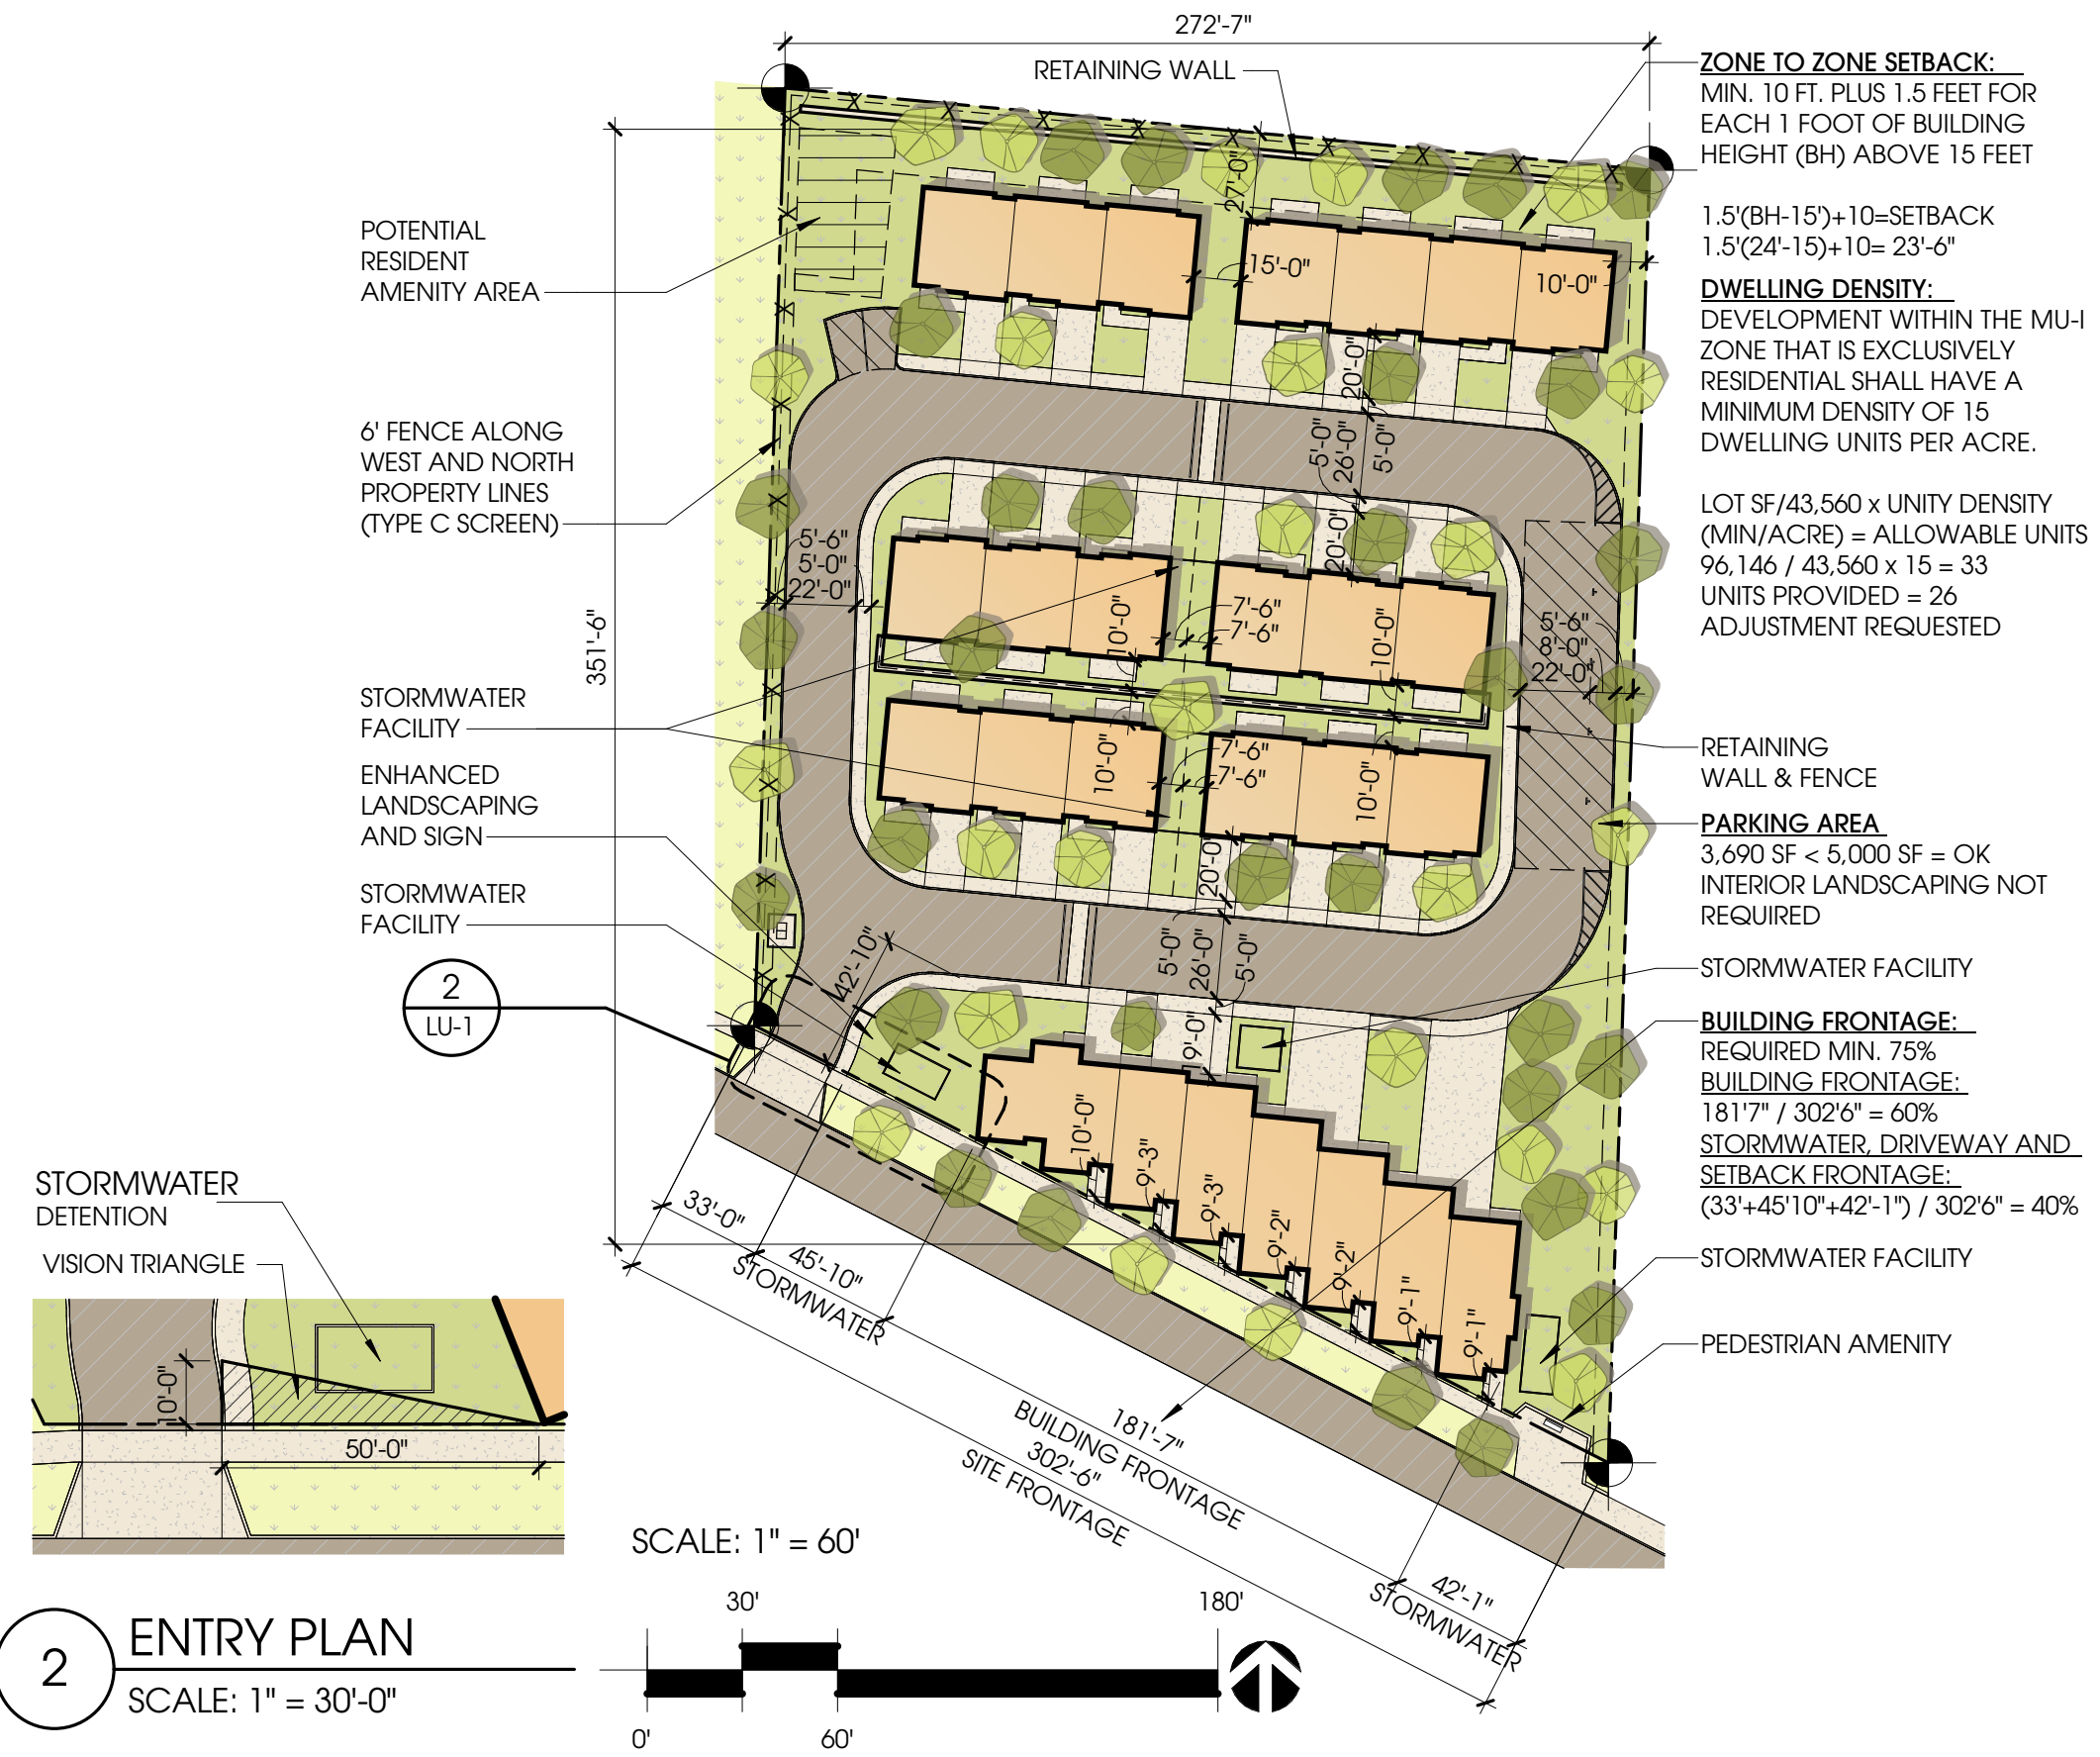 272'-7"
RETAINING WALL
ZONE TO ZONE SETBACK:
MIN. 10 FT. PLUS 1.5 FEET FOR
EACH 1 FOOT OF BUILDING
HEIGHT (BH) ABOVE 15 FEET
1.5'(BH-15')+10=SETBACK
1.5'(24'-15)+10= 23'-6"
DWELLING DENSITY:
DEVELOPMENT WITHIN THE MU-I
ZONE THAT IS EXCLUSIVELY
RESIDENTIAL SHALL HAVE A
MINIMUM DENSITY OF 15
DWELLING UNITS PER ACRE.
LOT SF/43,560 x UNITY DENSITY
(MIN/ACRE) = ALLOWABLE UNITS
96,146 / 43,560 x 15 = 33
UNITS PROVIDED = 26
ADJUSTMENT REQUESTED
RETAINING
WALL & FENCE
PARKING AREA
3,690 SF < 5,000 SF = OK
INTERIOR LANDSCAPING NOT
REQUIRED
STORMWATER FACILITY
BUILDING FRONTAGE:
REQUIRED MIN. 75%
BUILDING FRONTAGE:
181'7" / 302'6" = 60%
STORMWATER, DRIVEWAY AND
SETBACK FRONTAGE:
(33'+45'10"+42'-1") / 302'6" = 40%
STORMWATER FACILITY
PEDESTRIAN AMENITY
POTENTIAL
RESIDENT
AMENITY AREA
6' FENCE ALONG
WEST AND NORTH
PROPERTY LINES
(TYPE C SCREEN)
351'-6"
STORMWATER
FACILITY
ENHANCED
LANDSCAPING
AND SIGN
STORMWATER
FACILITY
2
LU-1
27'-0"
15'-0"
10'-0"
20'-0"
5'-0"
26'-0"
5'-0"
20'-0"
5'-6"
5'-0"
22'-0"
10'-0"
7'-6"
7'-6"
10'-0"
5'-6"
8'-0"
22'-0"
10'-0"
7'-6"
7'-6"
10'-0"
20'-0"
5'-0"
26'-0"
5'-0"
42'-10"
19'-0"
10'-0"
9'-3"
9'-3"
9'-2"
9'-2"
9'-1"
9'-1"
33'-0"
45'-10"
STORMWATER
181'-7"
BUILDING FRONTAGE
302'-6"
SITE FRONTAGE
42'-1"
STORMWATER
STORMWATER
DETENTION
VISION TRIANGLE
10'-0"
50'-0"
2
ENTRY PLAN
SCALE: 1" = 30'-0"
SCALE: 1" = 60'
30'
180'
0'
60'